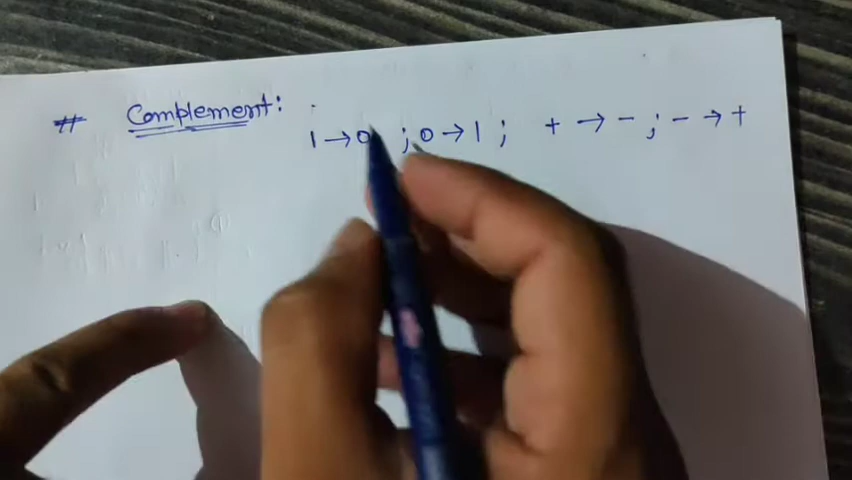 # Complement: 1 → 0 ; 0 → 1 ; + → - ; - → +